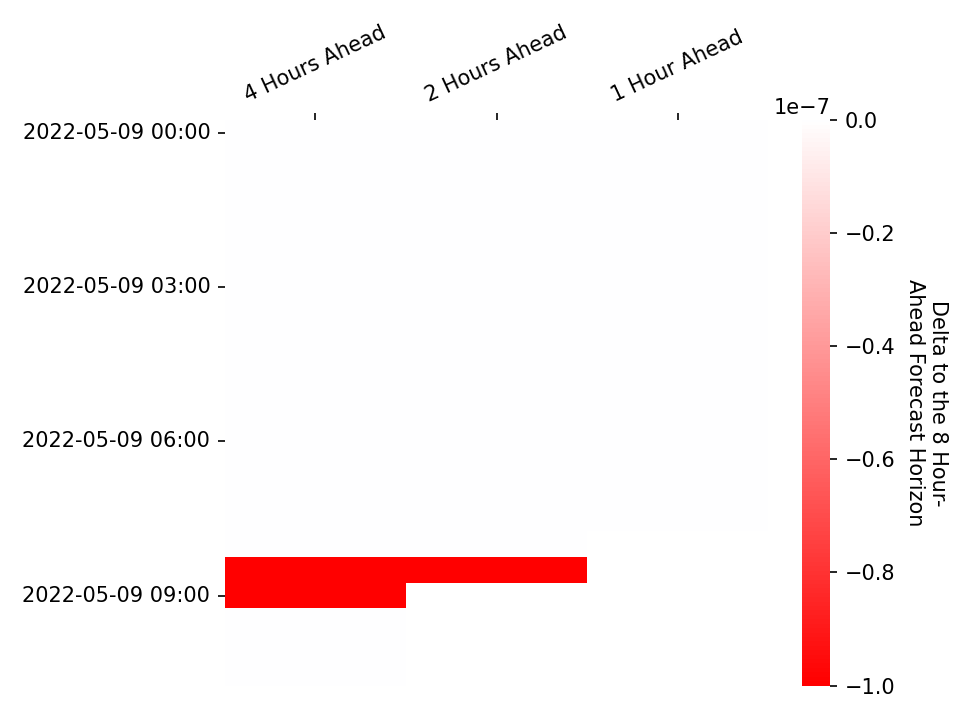 4 Hours Ahead
2 Hours Ahead
1 Hour Ahead
2022-05-09 00:00
2022-05-09 03:00
2022-05-09 06:00
2022-05-09 09:00
1e−7
0.0
−0.2
−0.4
−0.6
−0.8
−1.0
Delta to the 8 Hour-
Ahead Forecast Horizon